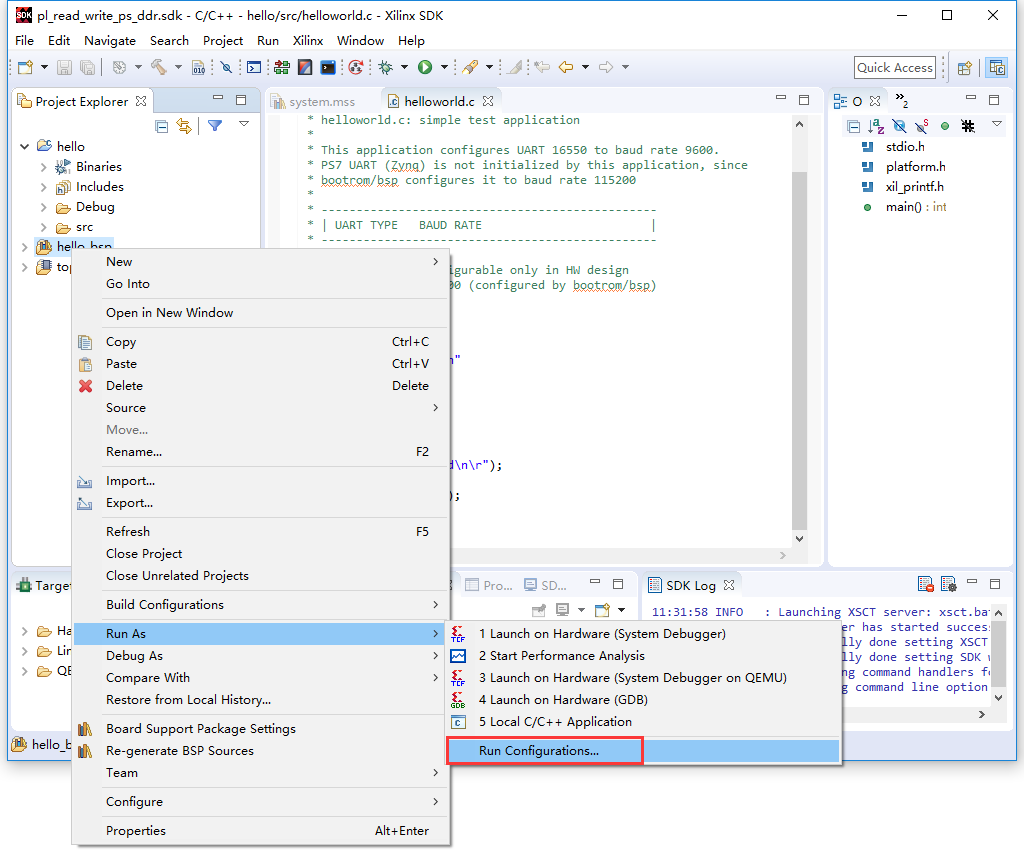 SDK pl_read_write_ps_ddr.sdk - C/C++ - hello/src/helloworld.c - Xilinx SDK
File Edit Navigate Search Project Run Xilinx Window Help
010
Quick Access
Project Explorer
system.mss
helloworld.c
O
»2
hello
Binaries
Includes
Debug
src
hello_bsp
top
* helloworld.c: simple test application
*
* This application configures UART 16550 to baud rate 9600.
* PS7 UART (Zynq) is not initialized by this application, since
* bootrom/bsp configures it to baud rate 115200
*
* ------------------------------------------------
* | UART TYPE   BAUD RATE                        |
* ------------------------------------------------
igurable only in HW design
00 (configured by bootrom/bsp)
"
d\n\r");
);
stdio.h
platform.h
xil_printf.h
main() : int
New
Go Into
Open in New Window
Copy Ctrl+C
Paste Ctrl+V
Delete Delete
Source
Move...
Rename... F2
Import...
Export...
Refresh F5
Close Project
Close Unrelated Projects
Build Configurations
Run As
Debug As
Compare With
Restore from Local History...
Board Support Package Settings
Re-generate BSP Sources
Team
Configure
Properties Alt+Enter
TCF 1 Launch on Hardware (System Debugger)
2 Start Performance Analysis
TCF 3 Launch on Hardware (System Debugger on QEMU)
GDB 4 Launch on Hardware (GDB)
C 5 Local C/C++ Application
Run Configurations...
Target
Ha
Lin
QE
hello_b
Pro...
SD...
SDK Log
11:31:58 INFO : Launching XSCT server: xsct.bat
er has started success
lly done setting XSCT
lly done setting SDK w
ng command handlers fo
g command line option